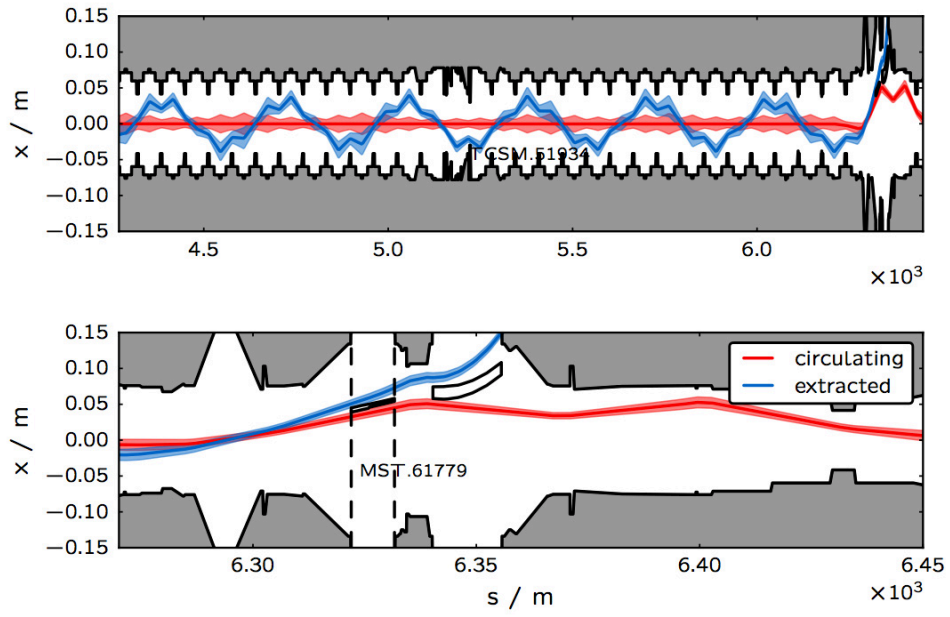 0.15
0.10
0.05
0.00
−0.05
−0.10
−0.15
x / m
TCSM.51934
4.5 5.0 5.5 6.0
×10³
0.15
0.10
0.05
0.00
−0.05
−0.10
−0.15
x / m
circulating
extracted
MST.61779
6.30 6.35 6.40 6.45
s / m ×10³